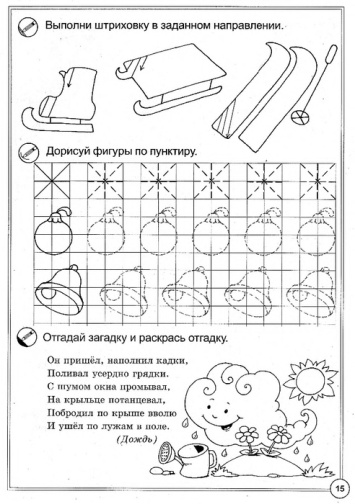 Выполни штриховку в заданном направлении.
Дорисуй фигуры по пунктиру.
Отгадай загадку и раскрась отгадку.
Он пришёл, наполнил кадки,
Поливал усердно грядки.
С шумом окна промывал,
На крыльце потанцевал,
Побродил по крыше вволю
И ушёл по лужам в поле.
(Дождь)
15